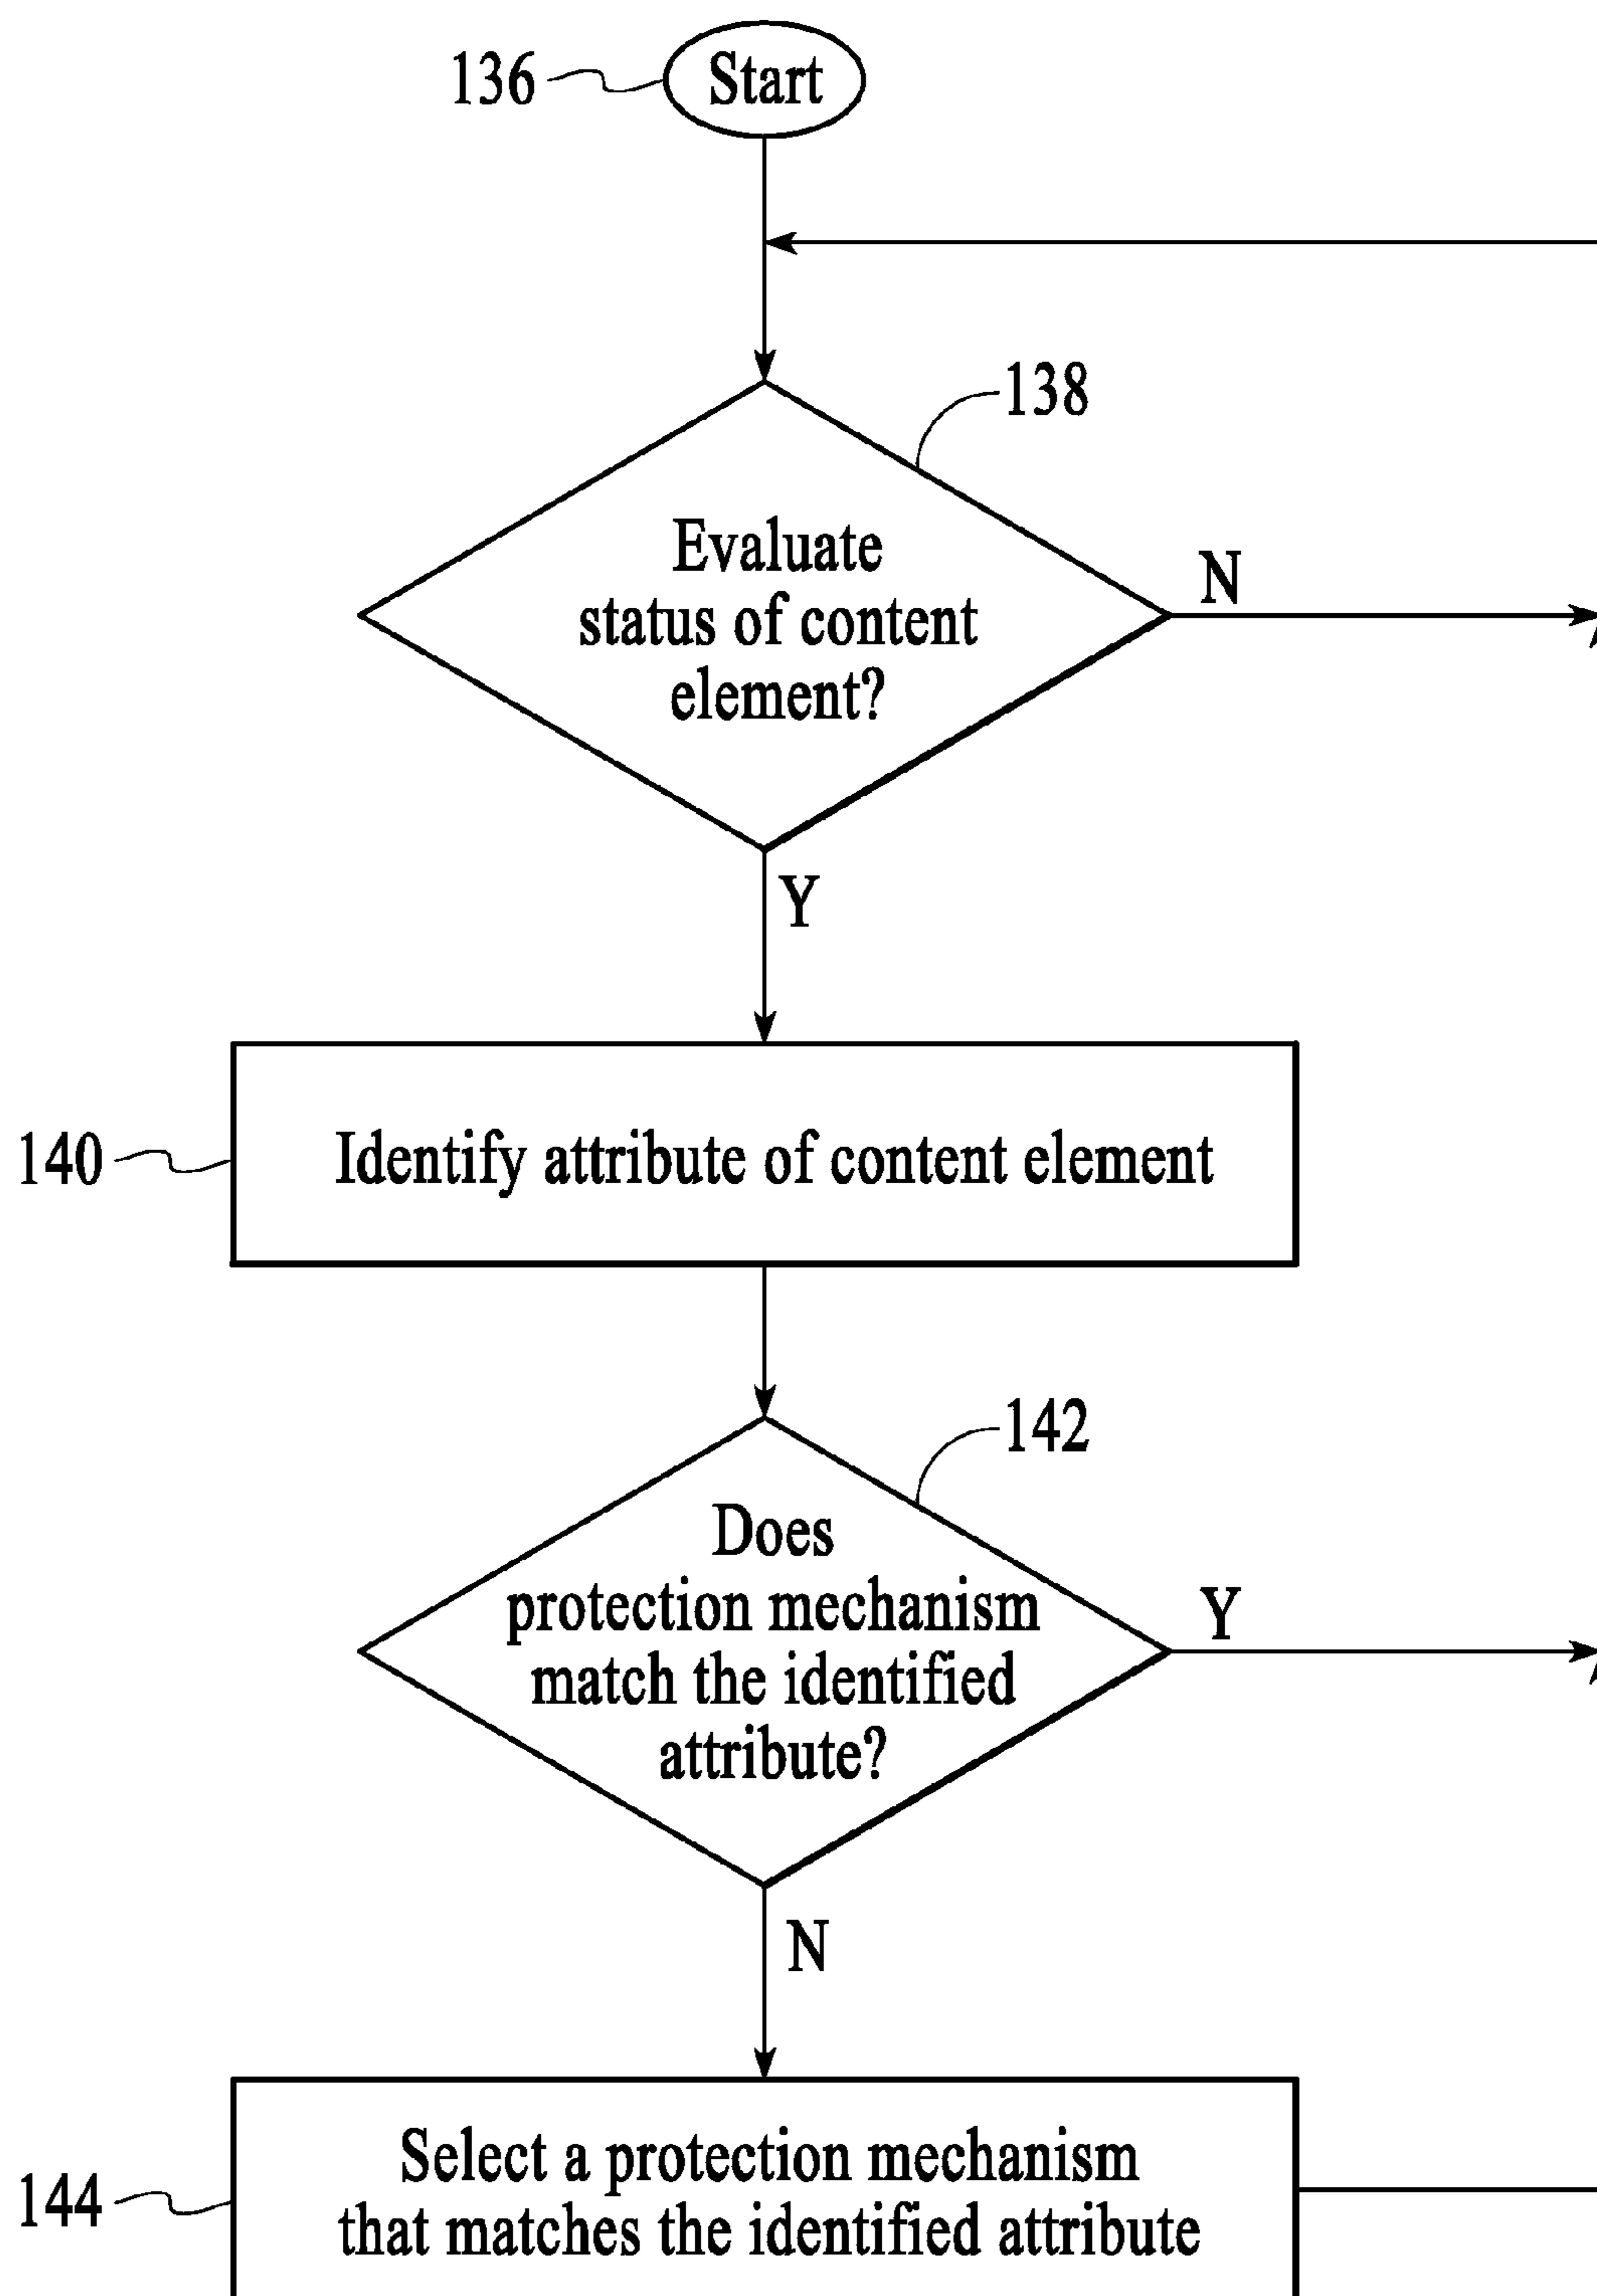 136
Start
138
Evaluate
status of content
element?
N
Y
140
Identify attribute of content element
142
Does
protection mechanism
match the identified
attribute?
Y
N
144
Select a protection mechanism
that matches the identified attribute